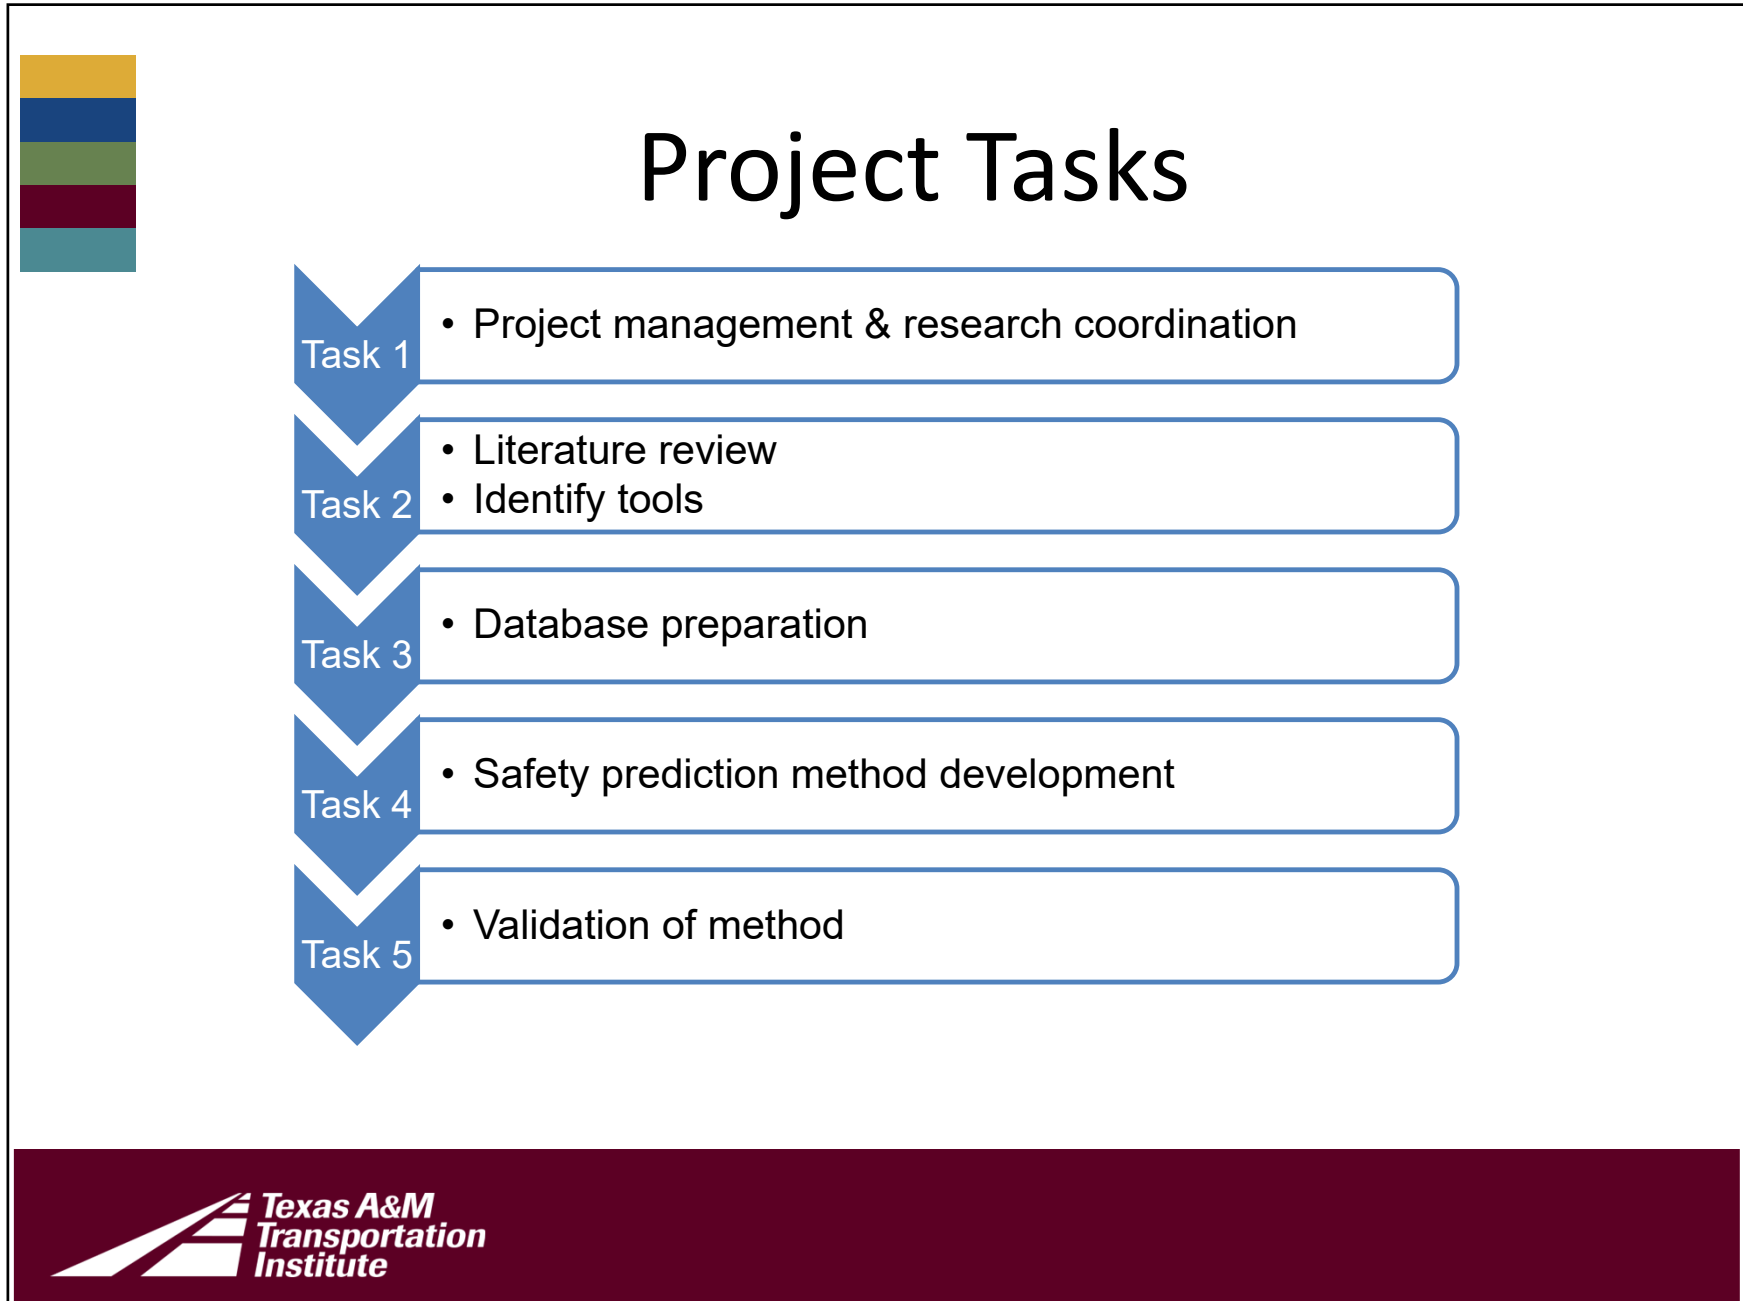 Project Tasks
Task 1
• Project management & research coordination
Task 2
• Literature review
• Identify tools
Task 3
• Database preparation
Task 4
• Safety prediction method development
Task 5
• Validation of method
Texas A&M
Transportation
Institute